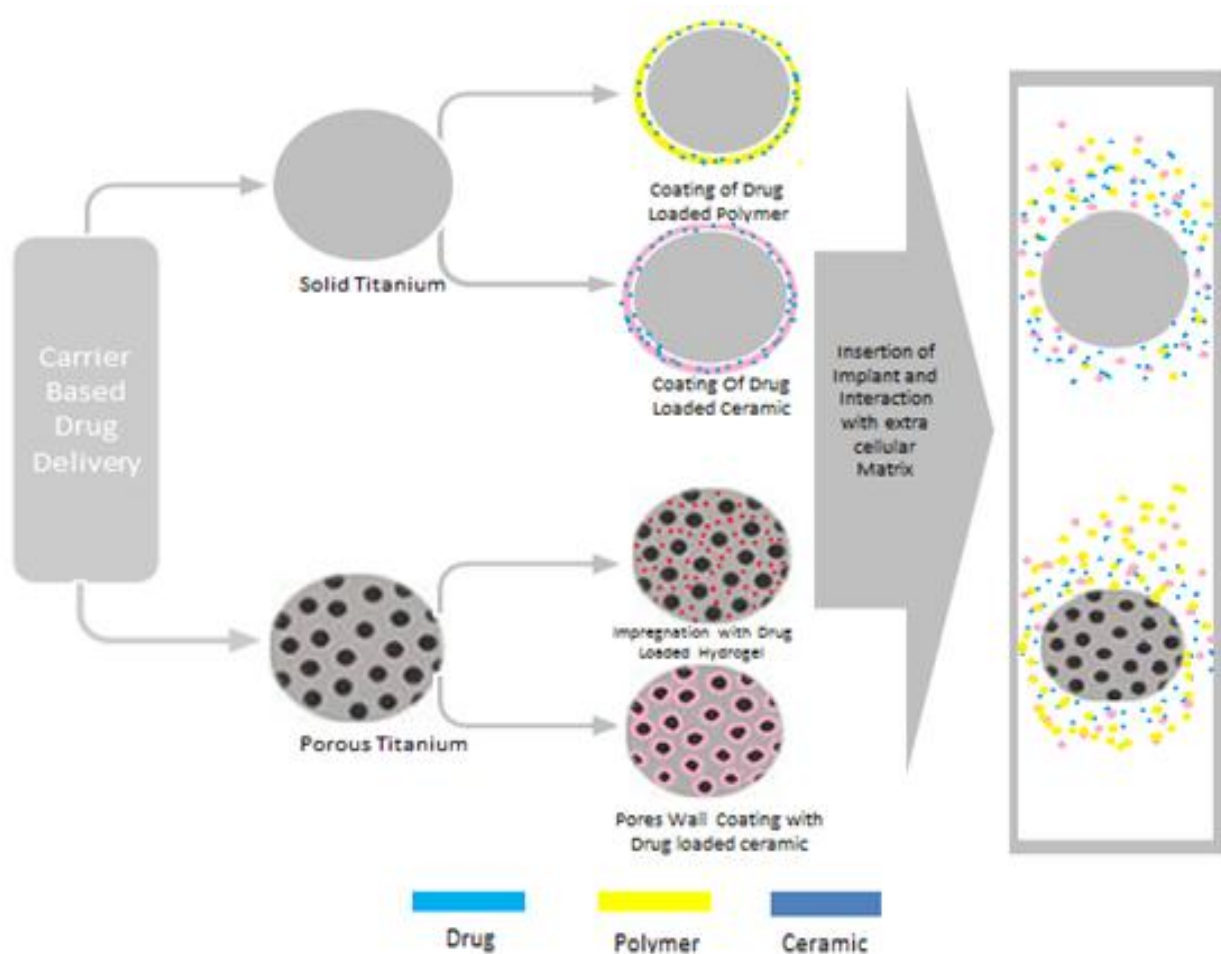 Carrier
Based
Drug
Delivery
Solid Titanium
Porous Titanium
Coating of Drug
Loaded Polymer
Coating Of Drug
Loaded Ceramic
Impregnation with Drug
Loaded Hydrogel
Pores Wall Coating with
Drug loaded ceramic
Insertion of
Implant and
Interaction
with extra
cellular
Matrix
Drug
Polymer
Ceramic